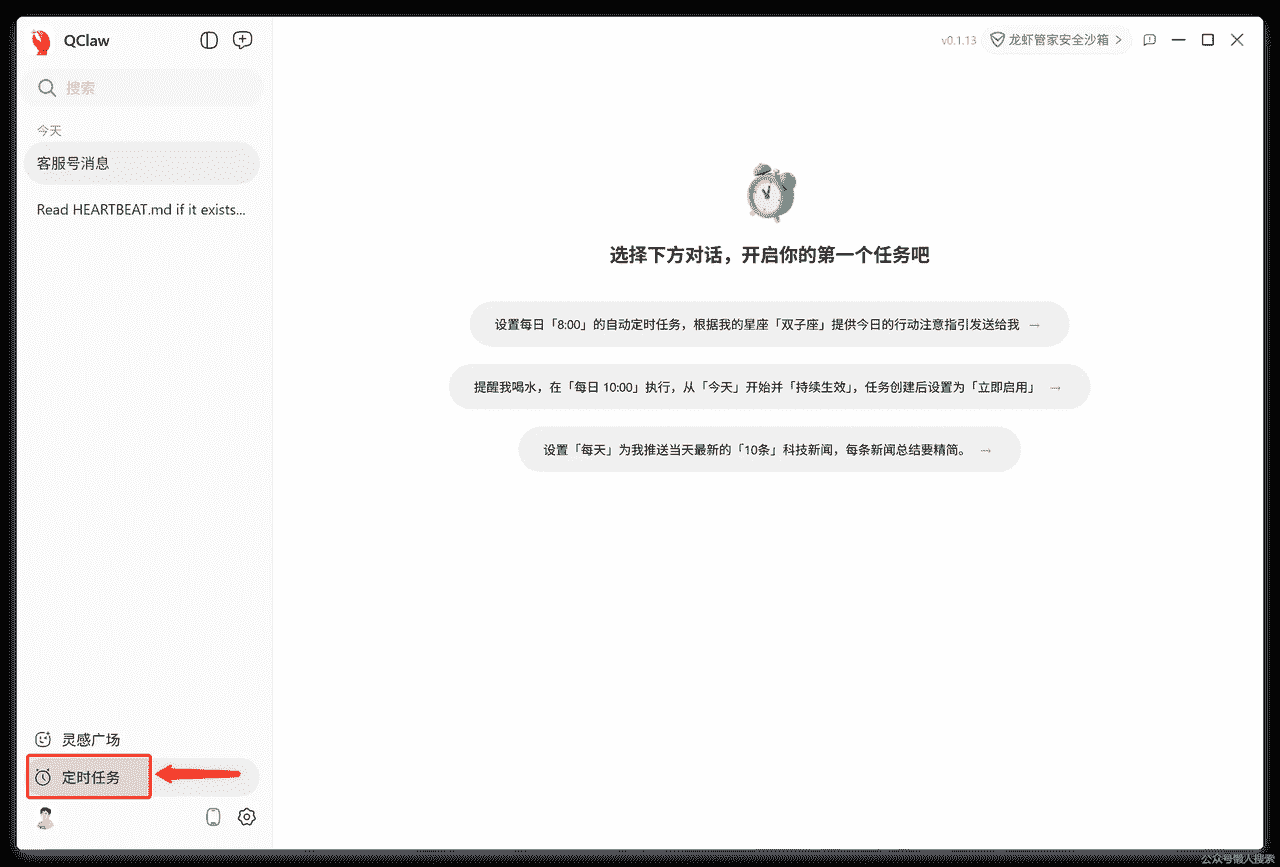 QClaw
v0.1.13
龙虾管家安全沙箱
搜索
今天
客服号消息
Read HEARTBEAT.md if it exists...
选择下方对话，开启你的第一个任务吧
设置每日「8:00」的自动定时任务，根据我的星座「双子座」提供今日的行动注意指引发送给我 →
提醒我喝水，在「每日 10:00」执行，从「今天」开始并「持续生效」，任务创建后设置为「立即启用」 →
设置「每天」为我推送当天最新的「10条」科技新闻，每条新闻总结要精简。 →
灵感广场
定时任务
公众号懒人搜索